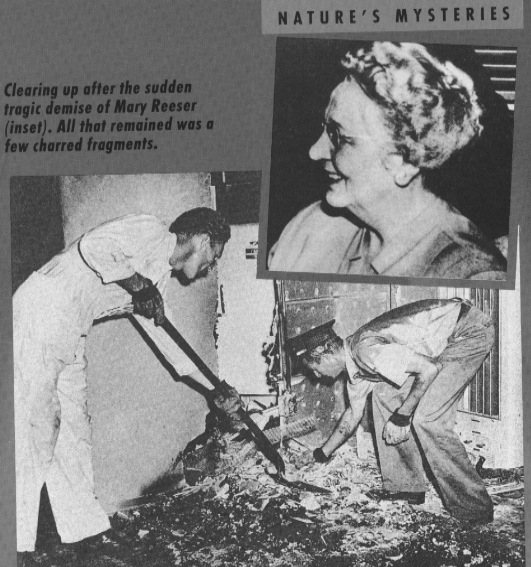 NATURE'S MYSTERIES
Clearing up after the sudden
tragic demise of Mary Reeser
(inset). All that remained was a
few charred fragments.